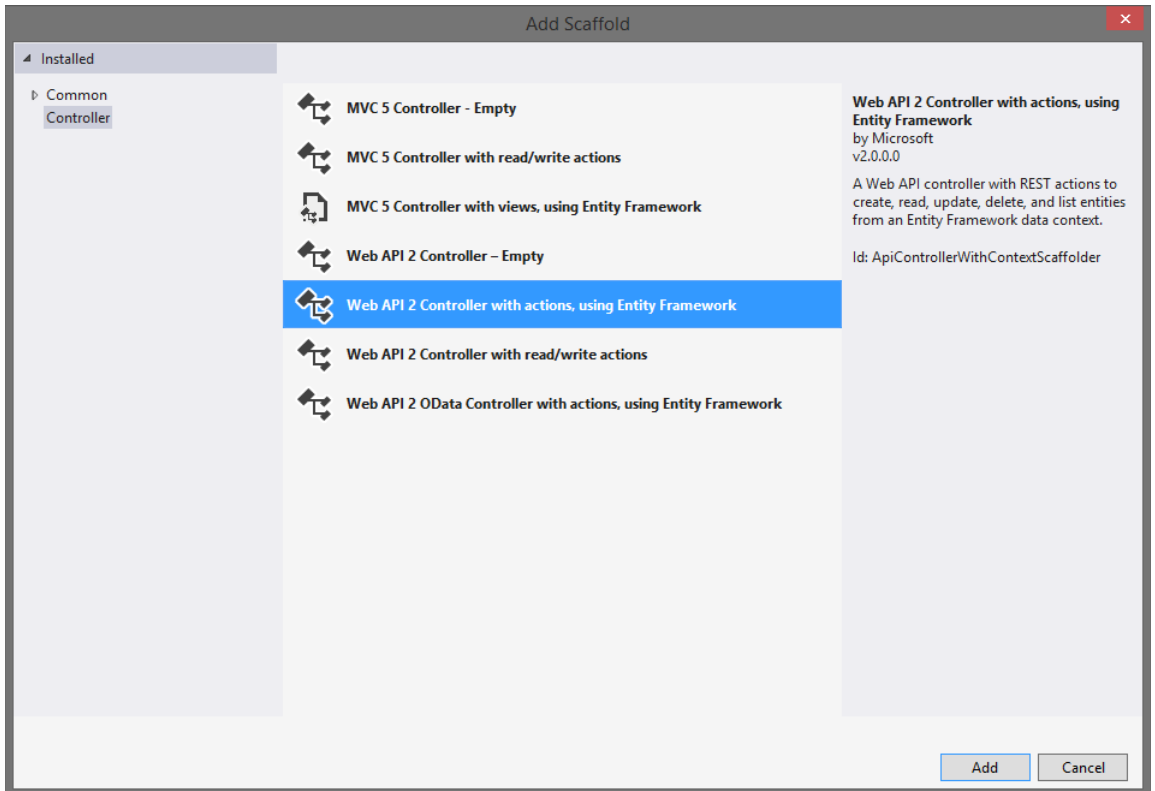 Add Scaffold
Installed
Common
Controller
MVC 5 Controller - Empty
MVC 5 Controller with read/write actions
MVC 5 Controller with views, using Entity Framework
Web API 2 Controller – Empty
Web API 2 Controller with actions, using Entity Framework
Web API 2 Controller with read/write actions
Web API 2 OData Controller with actions, using Entity Framework
Web API 2 Controller with actions, using
Entity Framework
by Microsoft
v2.0.0.0
A Web API controller with REST actions to
create, read, update, delete, and list entities
from an Entity Framework data context.
Id: ApiControllerWithContextScaffolder
Add
Cancel